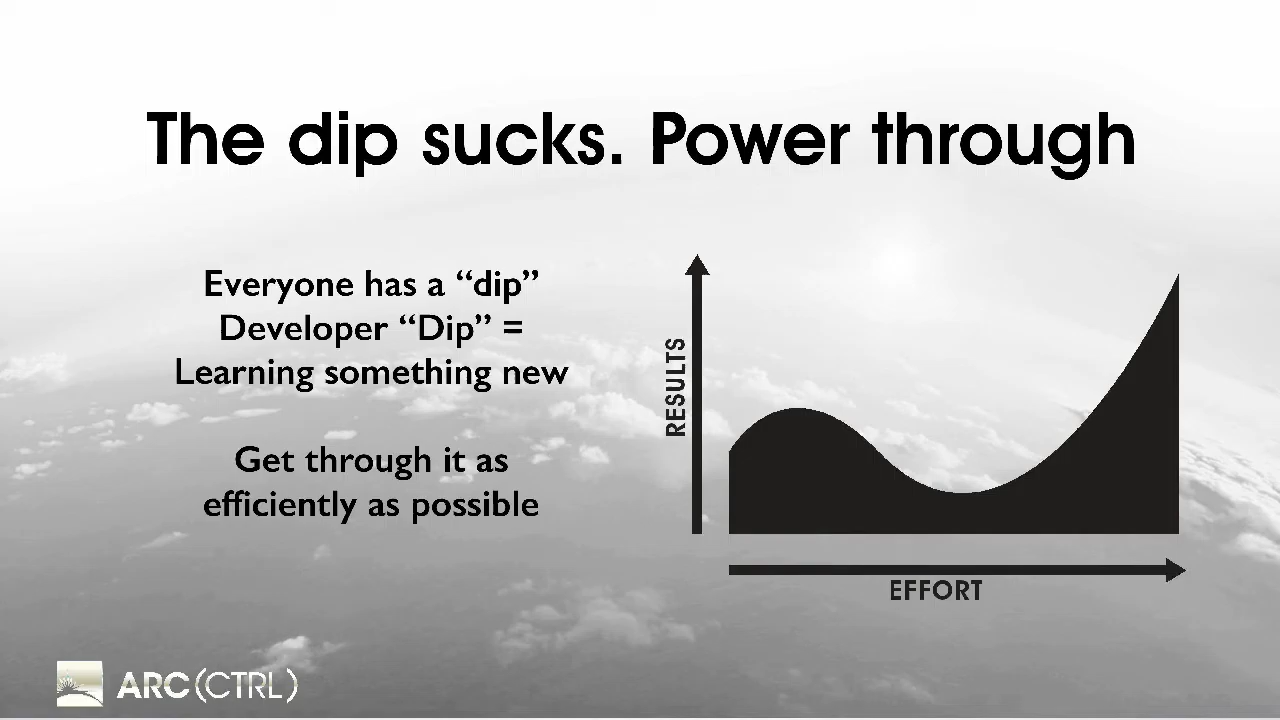 The dip sucks. Power through
Everyone has a “dip”
Developer “Dip” =
Learning something new
Get through it as
efficiently as possible
RESULTS
EFFORT
ARC(CTRL)